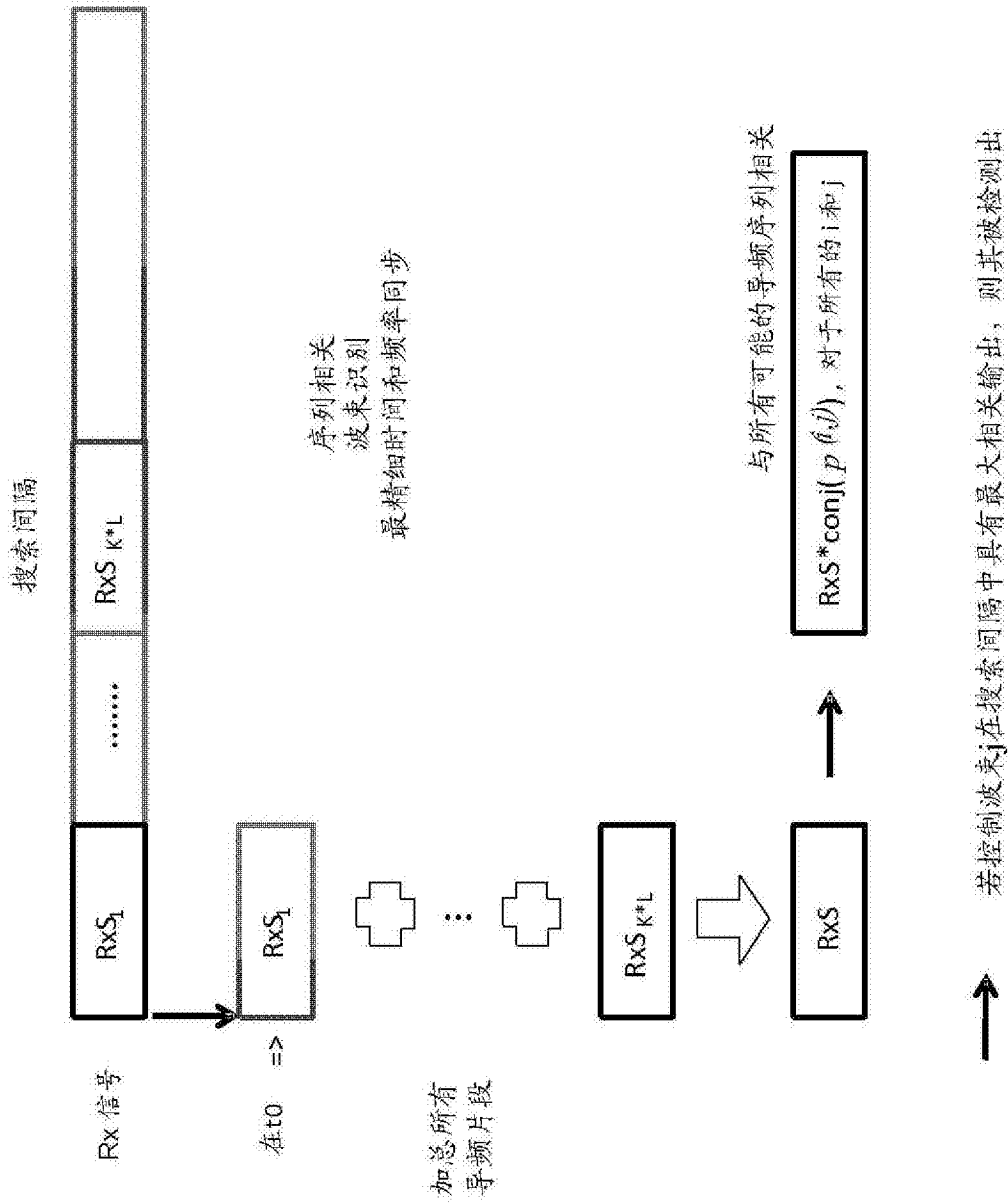 搜索间隔
Rx 信号
RxS1
.......
RxS K*L
在t0 =>
RxS1
序列相关
波束识别
最精细时间和频率同步
加总所有
导频片段
...
RxS K*L
RxS
与所有可能的导频序列相关
RxS*conj(p(i,j)), 对于所有的i和j
若控制波束j在搜索间隔中具有最大相关输出，则其被检测出